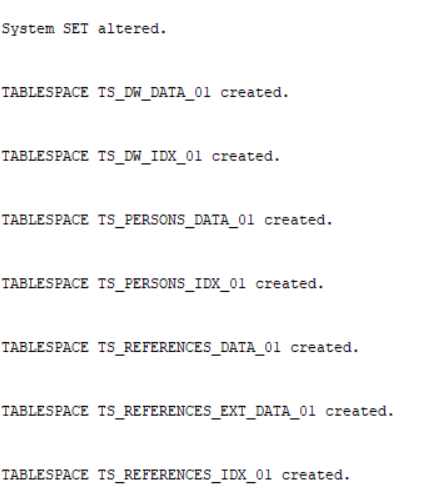 System SET altered.
TABLESPACE TS_DW_DATA_01 created.
TABLESPACE TS_DW_IDX_01 created.
TABLESPACE TS_PERSONS_DATA_01 created.
TABLESPACE TS_PERSONS_IDX_01 created.
TABLESPACE TS_REFERENCES_DATA_01 created.
TABLESPACE TS_REFERENCES_EXT_DATA_01 created.
TABLESPACE TS_REFERENCES_IDX_01 created.